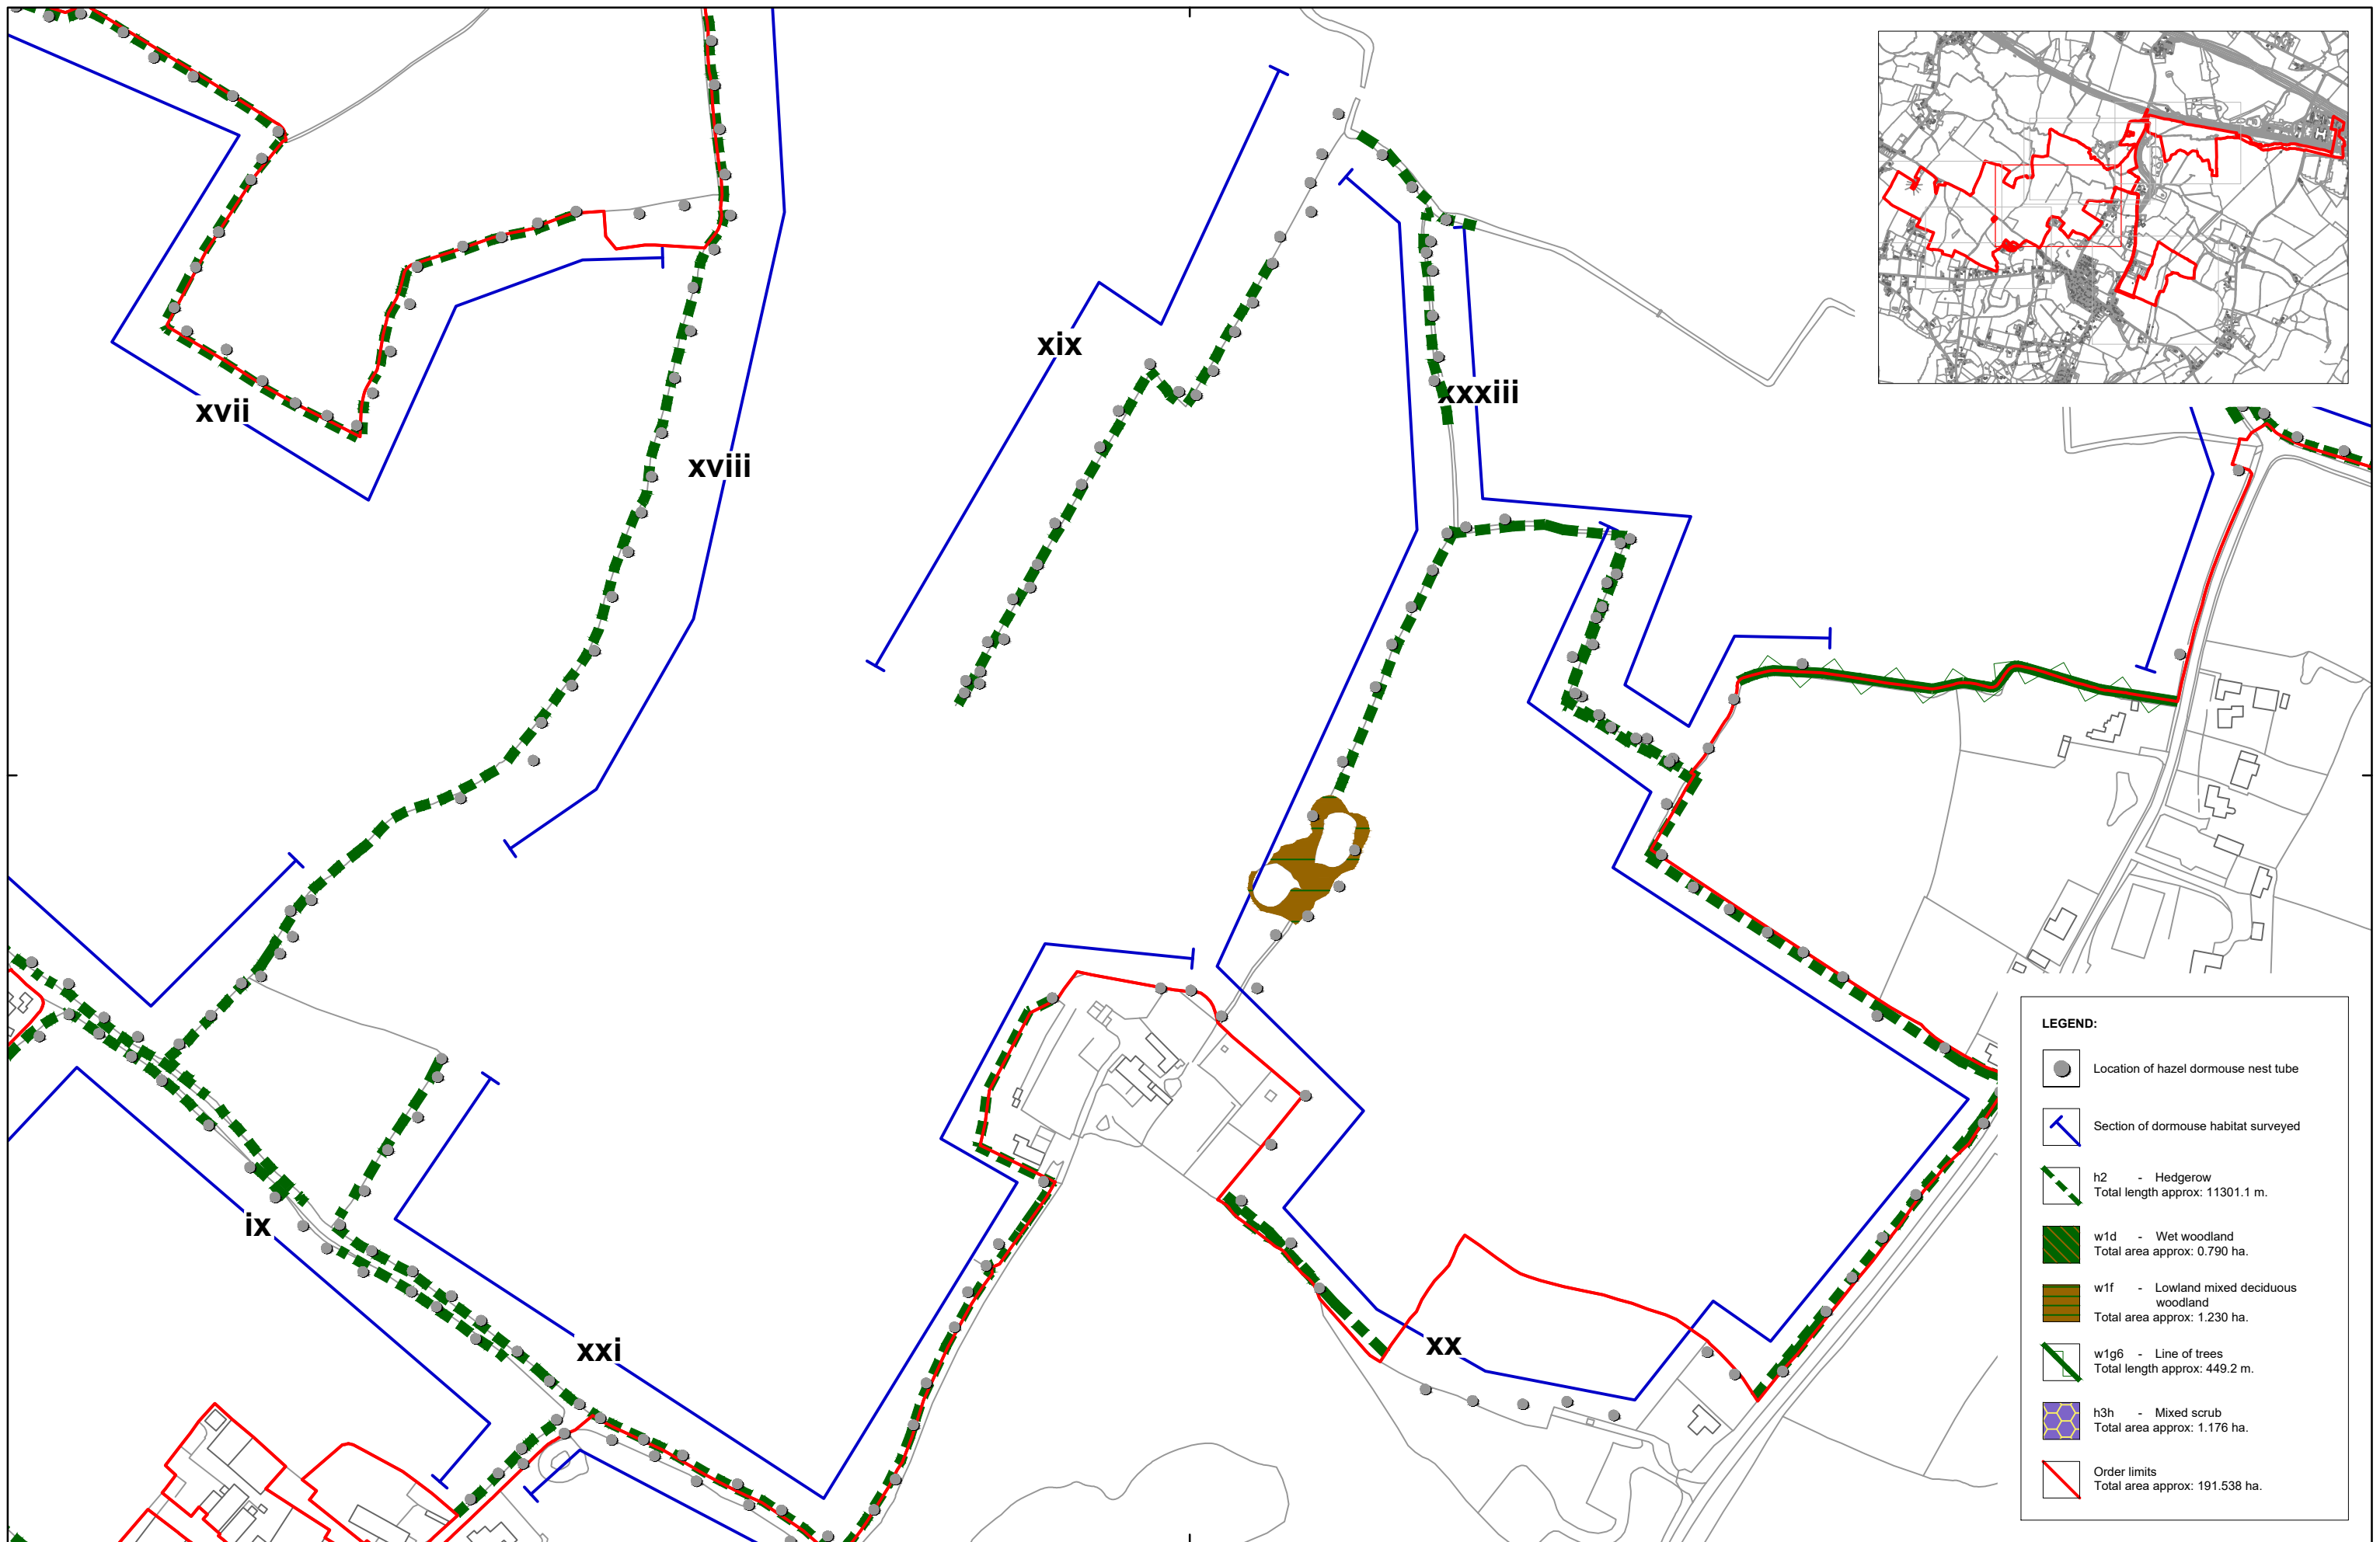 xix
xxxiii
xvii
xviii
ix
xxi
xx
LEGEND:
Location of hazel dormouse nest tube
Section of dormouse habitat surveyed
h2 - Hedgerow
Total length approx: 11301.1 m.
w1d - Wet woodland
Total area approx: 0.790 ha.
w1f - Lowland mixed deciduous
woodland
Total area approx: 1.230 ha.
w1g6 - Line of trees
Total length approx: 449.2 m.
h3h - Mixed scrub
Total area approx: 1.176 ha.
Order limits
Total area approx: 191.538 ha.